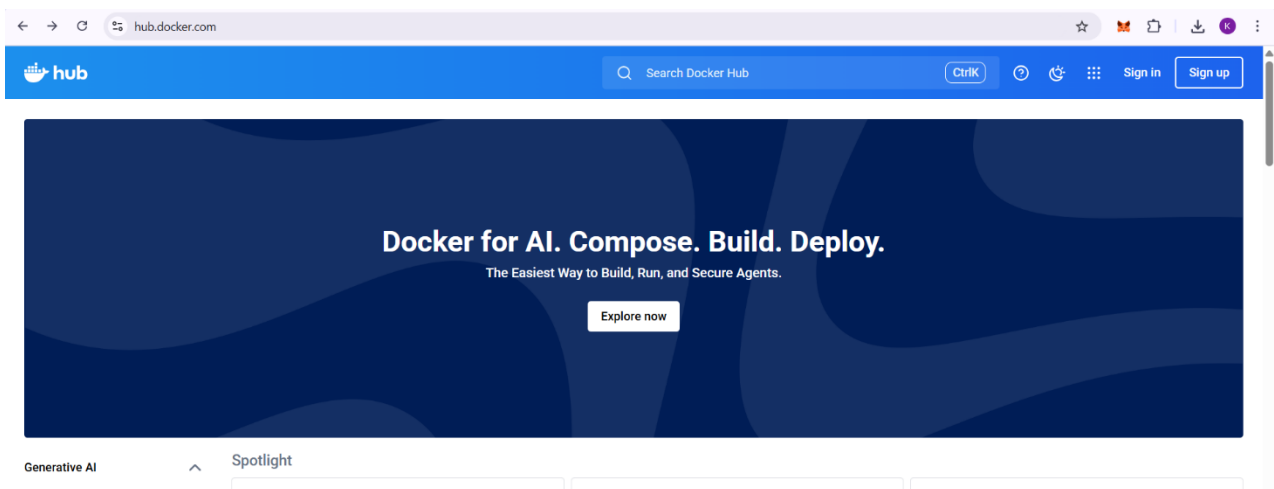 hub.docker.com
K
hub
Search Docker Hub
CtrlK
Sign in
Sign up
Docker for AI. Compose. Build. Deploy.
The Easiest Way to Build, Run, and Secure Agents.
Explore now
Generative AI
Spotlight